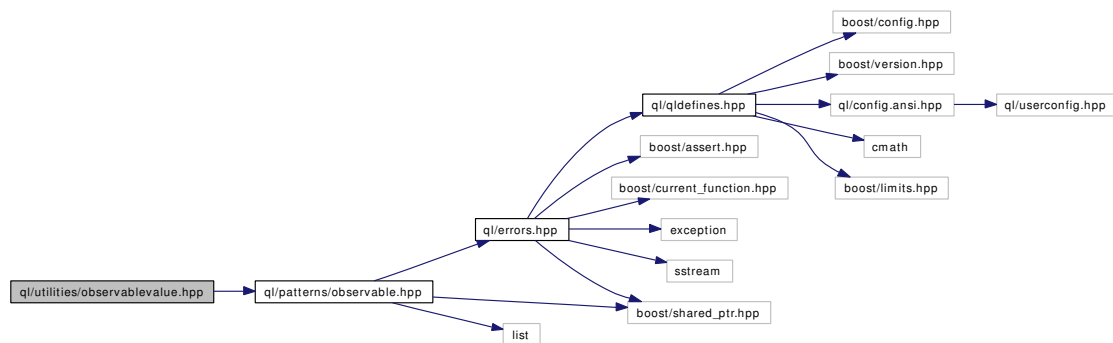 boost/config.hpp
boost/version.hpp
ql/qldefines.hpp
ql/config.ansi.hpp
ql/userconfig.hpp
cmath
boost/assert.hpp
boost/limits.hpp
boost/current_function.hpp
ql/errors.hpp
exception
sstream
ql/utilities/observablevalue.hpp
ql/patterns/observable.hpp
boost/shared_ptr.hpp
list